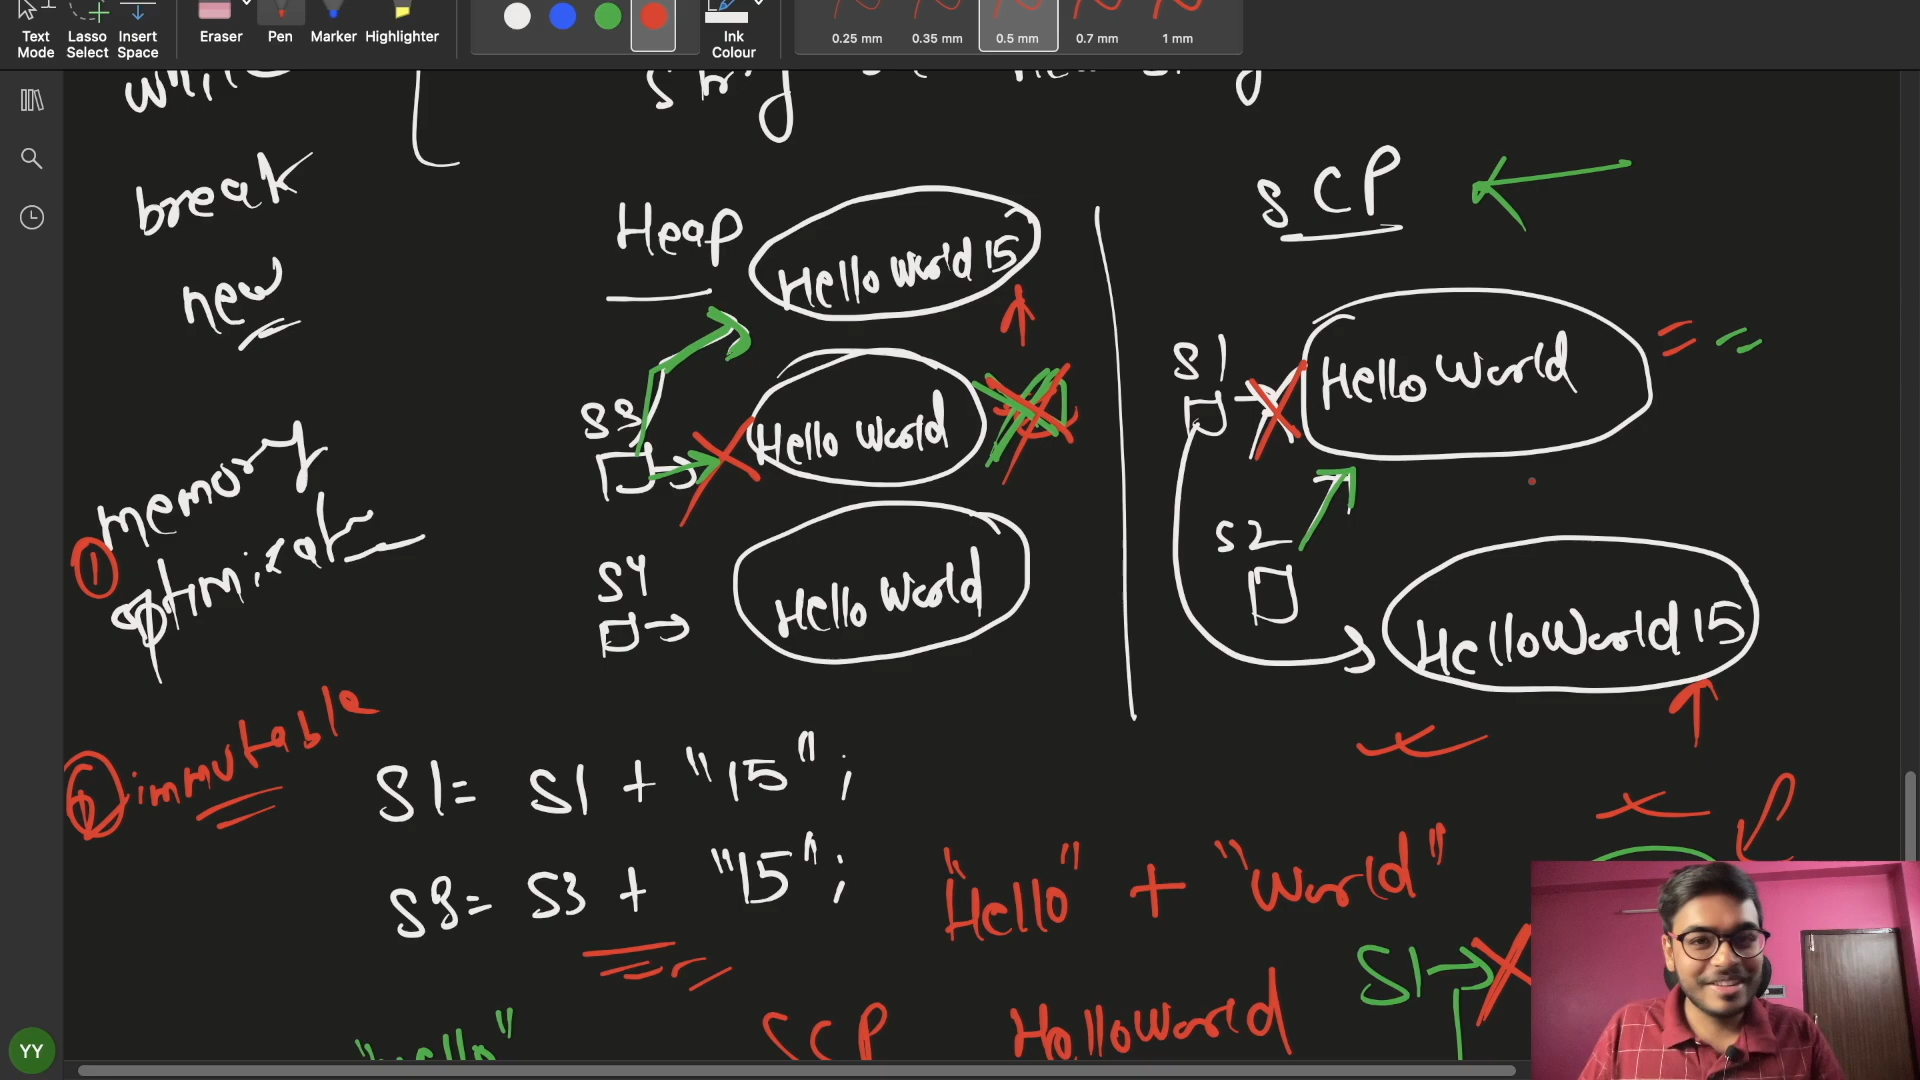 Text Mode
Lasso Select
Insert Space
Eraser
Pen
Marker
Highlighter
Ink Colour
0.25 mm
0.35 mm
0.5 mm
0.7 mm
1 mm
break
new
Heap
Hello World 15
SCP
S1
Hello World
S3
Hello World
memory
①
S2
S4
Hello World
HelloWorld 15
② immutable
S1 = S1 + "15";
S3 = S3 + "15";
"Hello" + "World"
S1
"hello"
SCP
HelloWorld
YY